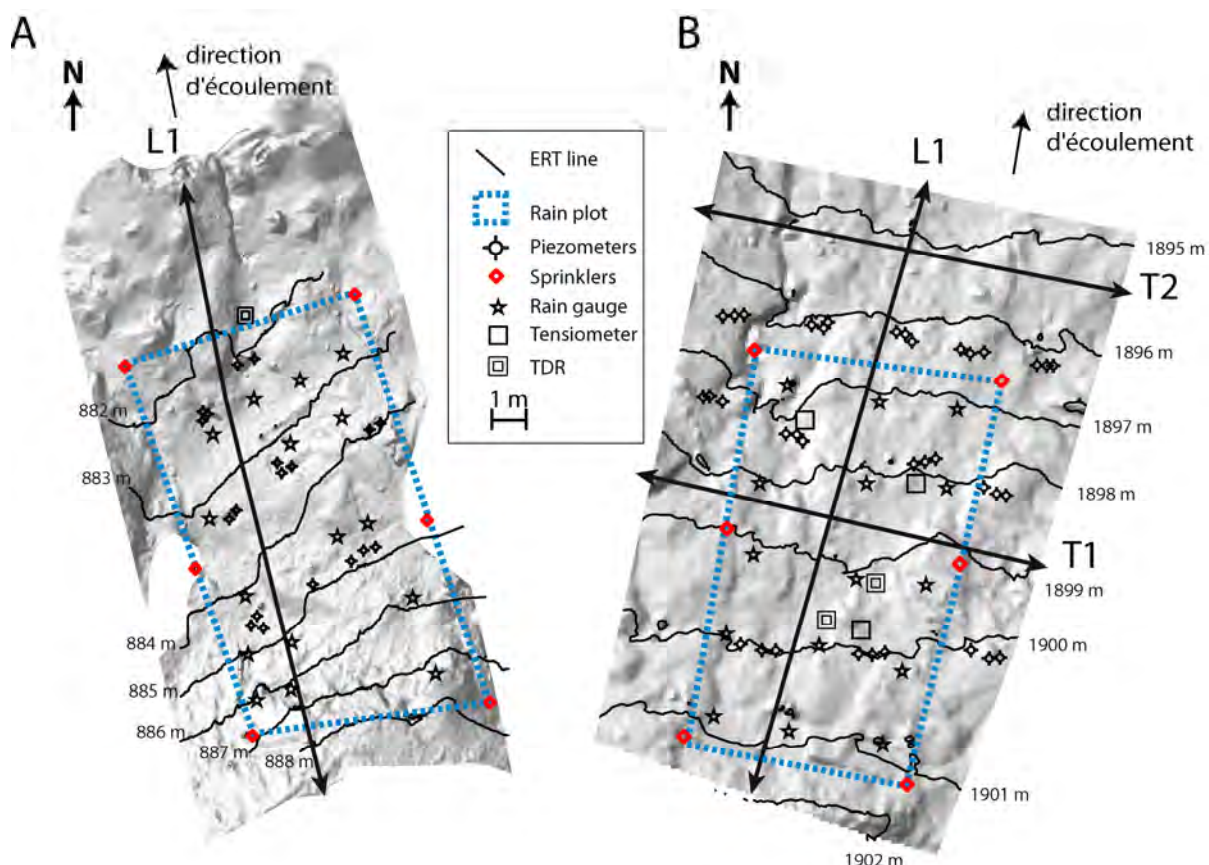 A
N
direction
d'écoulement
L1
882 m
883 m
884 m
885 m
886 m
887 m
888 m
ERT line
Rain plot
Piezometers
Sprinklers
Rain gauge
Tensiometer
TDR
1 m
B
N
direction
d'écoulement
L1
1895 m
T2
1896 m
1897 m
1898 m
T1
1899 m
1900 m
1901 m
1902 m